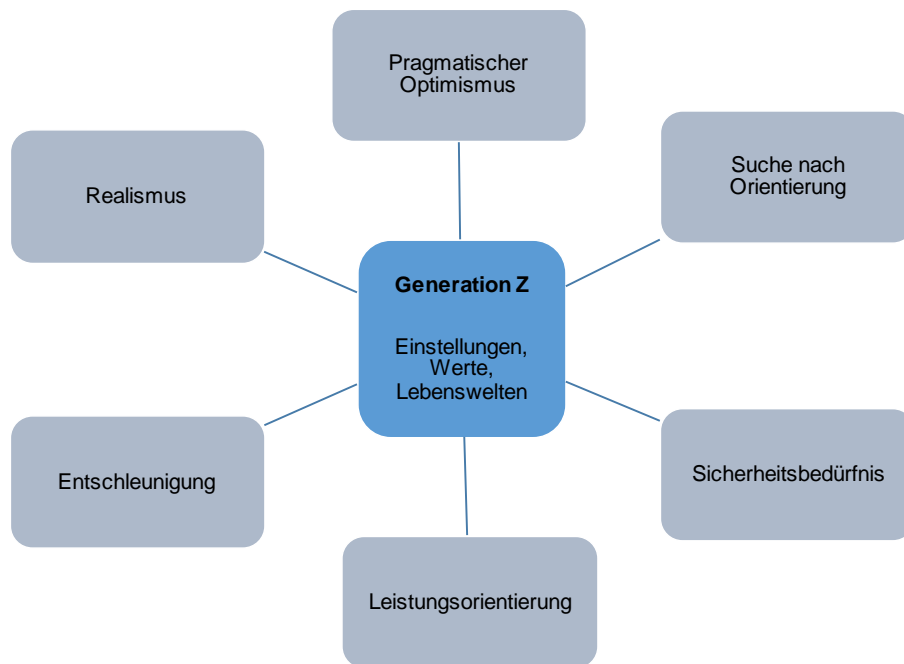 Pragmatischer
Optimismus
Suche nach
Orientierung
Realismus
Generation Z
Einstellungen,
Werte,
Lebenswelten
Entschleunigung
Sicherheitsbedürfnis
Leistungsorientierung